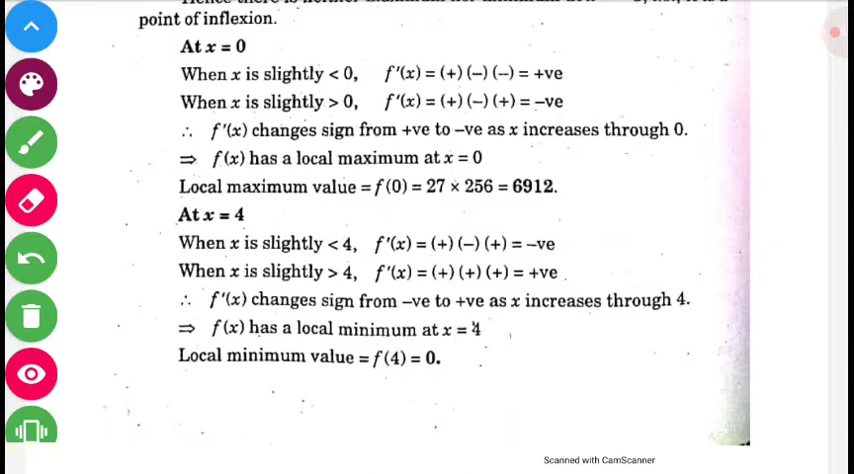 point of inflexion.
At x = 0
When x is slightly < 0, f'(x) = (+) (–) (–) = +ve
When x is slightly > 0, f'(x) = (+) (–) (+) = –ve
∴ f'(x) changes sign from +ve to –ve as x increases through 0.
⇒ f(x) has a local maximum at x = 0
Local maximum value = f(0) = 27 × 256 = 6912.
At x = 4
When x is slightly < 4, f'(x) = (+) (–) (+) = –ve
When x is slightly > 4, f'(x) = (+) (+) (+) = +ve
∴ f'(x) changes sign from –ve to +ve as x increases through 4.
⇒ f(x) has a local minimum at x = 4
Local minimum value = f(4) = 0.
Scanned with CamScanner